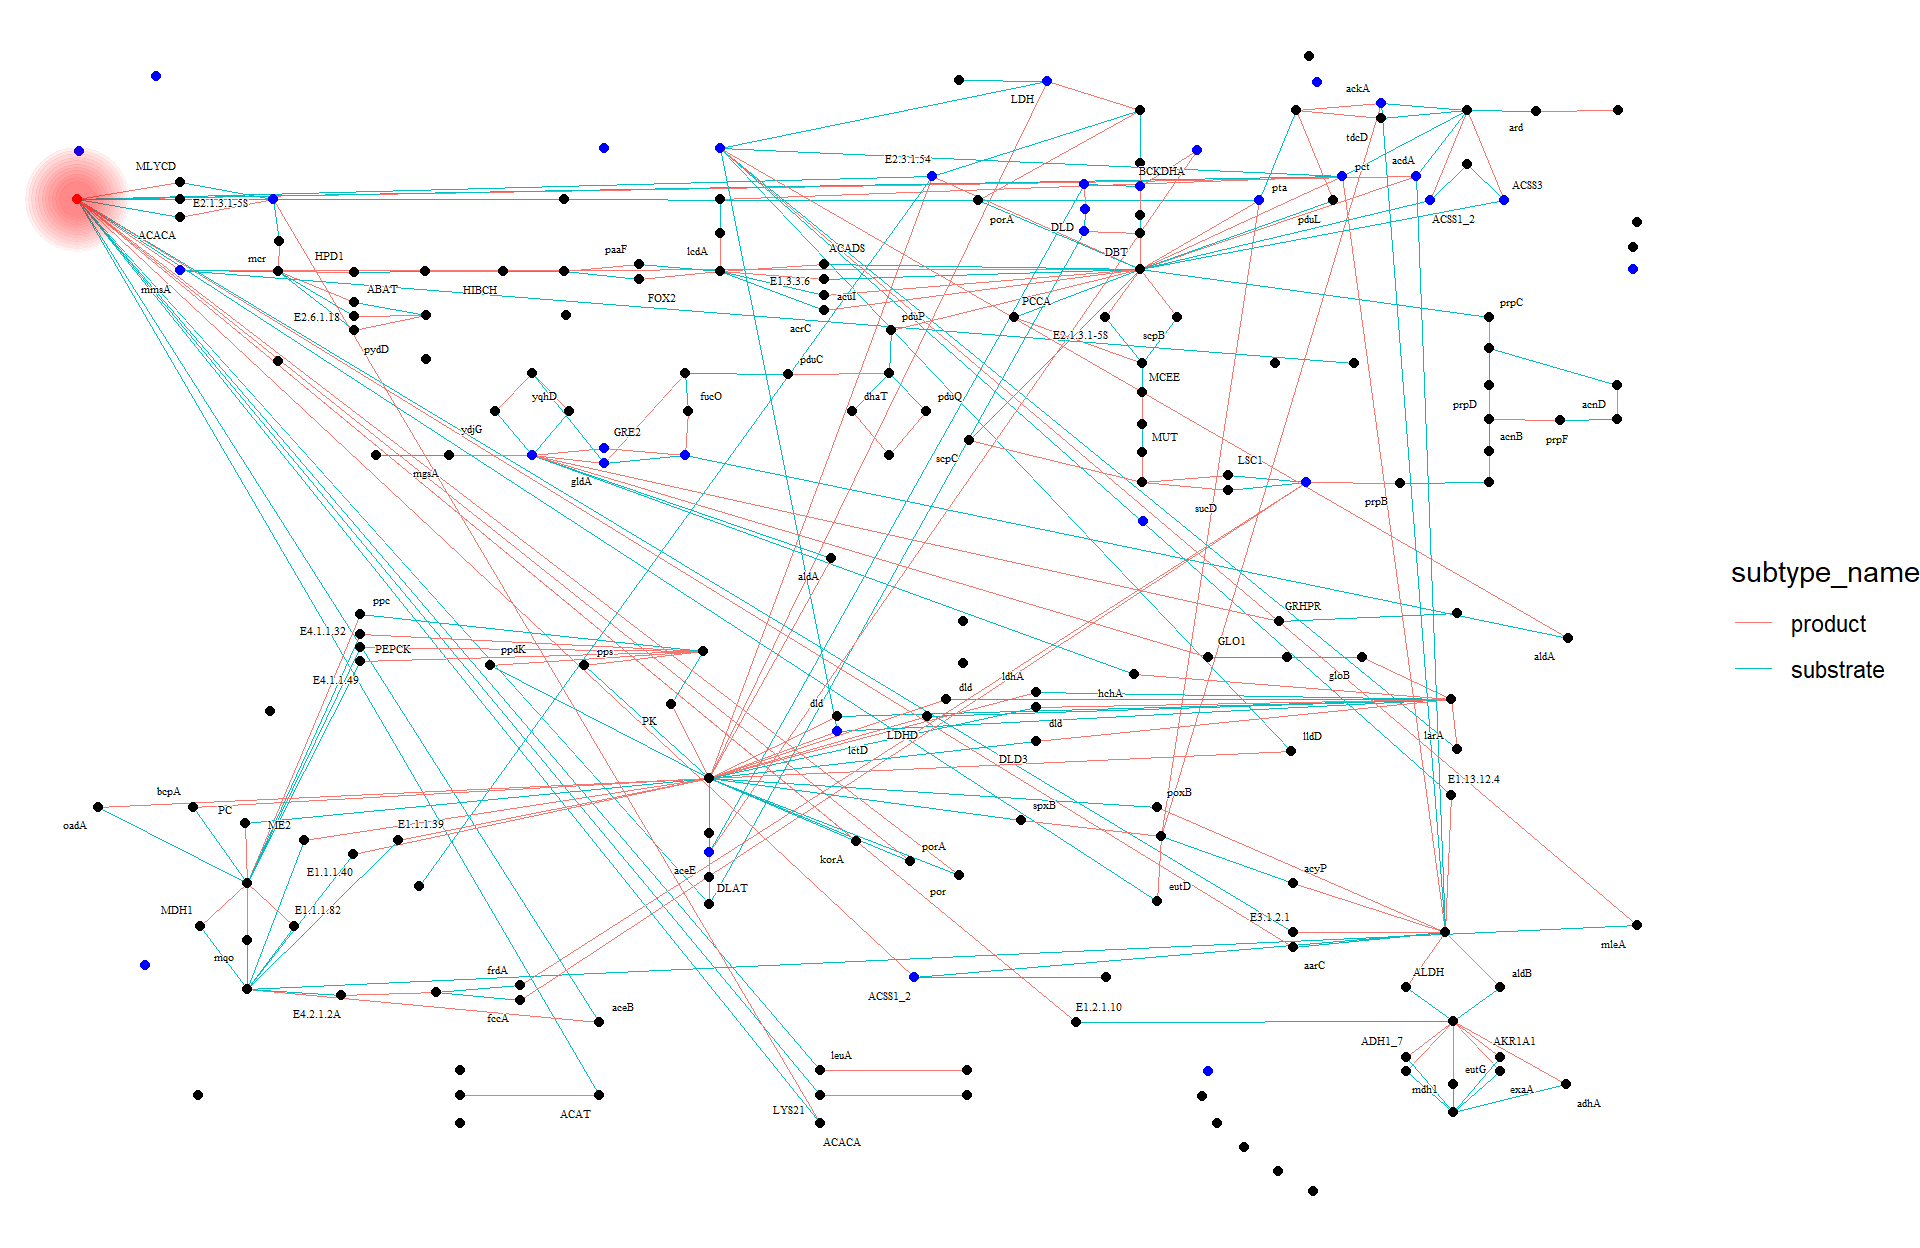 ackA
LDH
ard
tdcD
E2.3.1.54
MLYCD
BCKDHA
pct
acdA
ACSS3
pta
E2.1.3.1-5S
porA
pduL
ACSS1_2
DLD
ACACA
paaF
lcdA
ACADS
DBT
mcr
HPD1
E1.3.3.6
mmsA
ABAT
HIBCH
FOX2
acuI
PCCA
prpC
E2.6.1.18
acrC
pduP
E2.1.3.1-5S
scpB
pydD
pduC
MCEE
yqhD
fucO
dhaT
pduQ
prpD
acnD
ydjG
GRE2
MUT
acnB
prpF
scpC
LSC1
mgsA
gldA
prpB
sucD
aldA
ppc
GRHPR
E4.1.1.32
PEPCK
ppdK
pps
GLO1
aldA
E4.1.1.49
ldhA
gloB
dld
hchA
dld
PK
dld
LDHD
larA
lctD
lldD
DLD3
E1.13.12.4
bcpA
PC
poxB
oadA
ME2
E1.1.1.39
spxB
porA
korA
E1.1.1.40
aceE
acyP
DLAT
por
eutD
MDH1
E1.1.1.82
E3.1.2.1
mleA
mqo
frdA
aarC
ALDH
aldB
ACSS1_2
aceB
E1.2.1.10
E4.2.1.2A
fccA
ADH1_7
AKR1A1
leuA
eutG
mdh1
exaA
adhA
LYS21
ACAT
ACACA
subtype_name
product
substrate